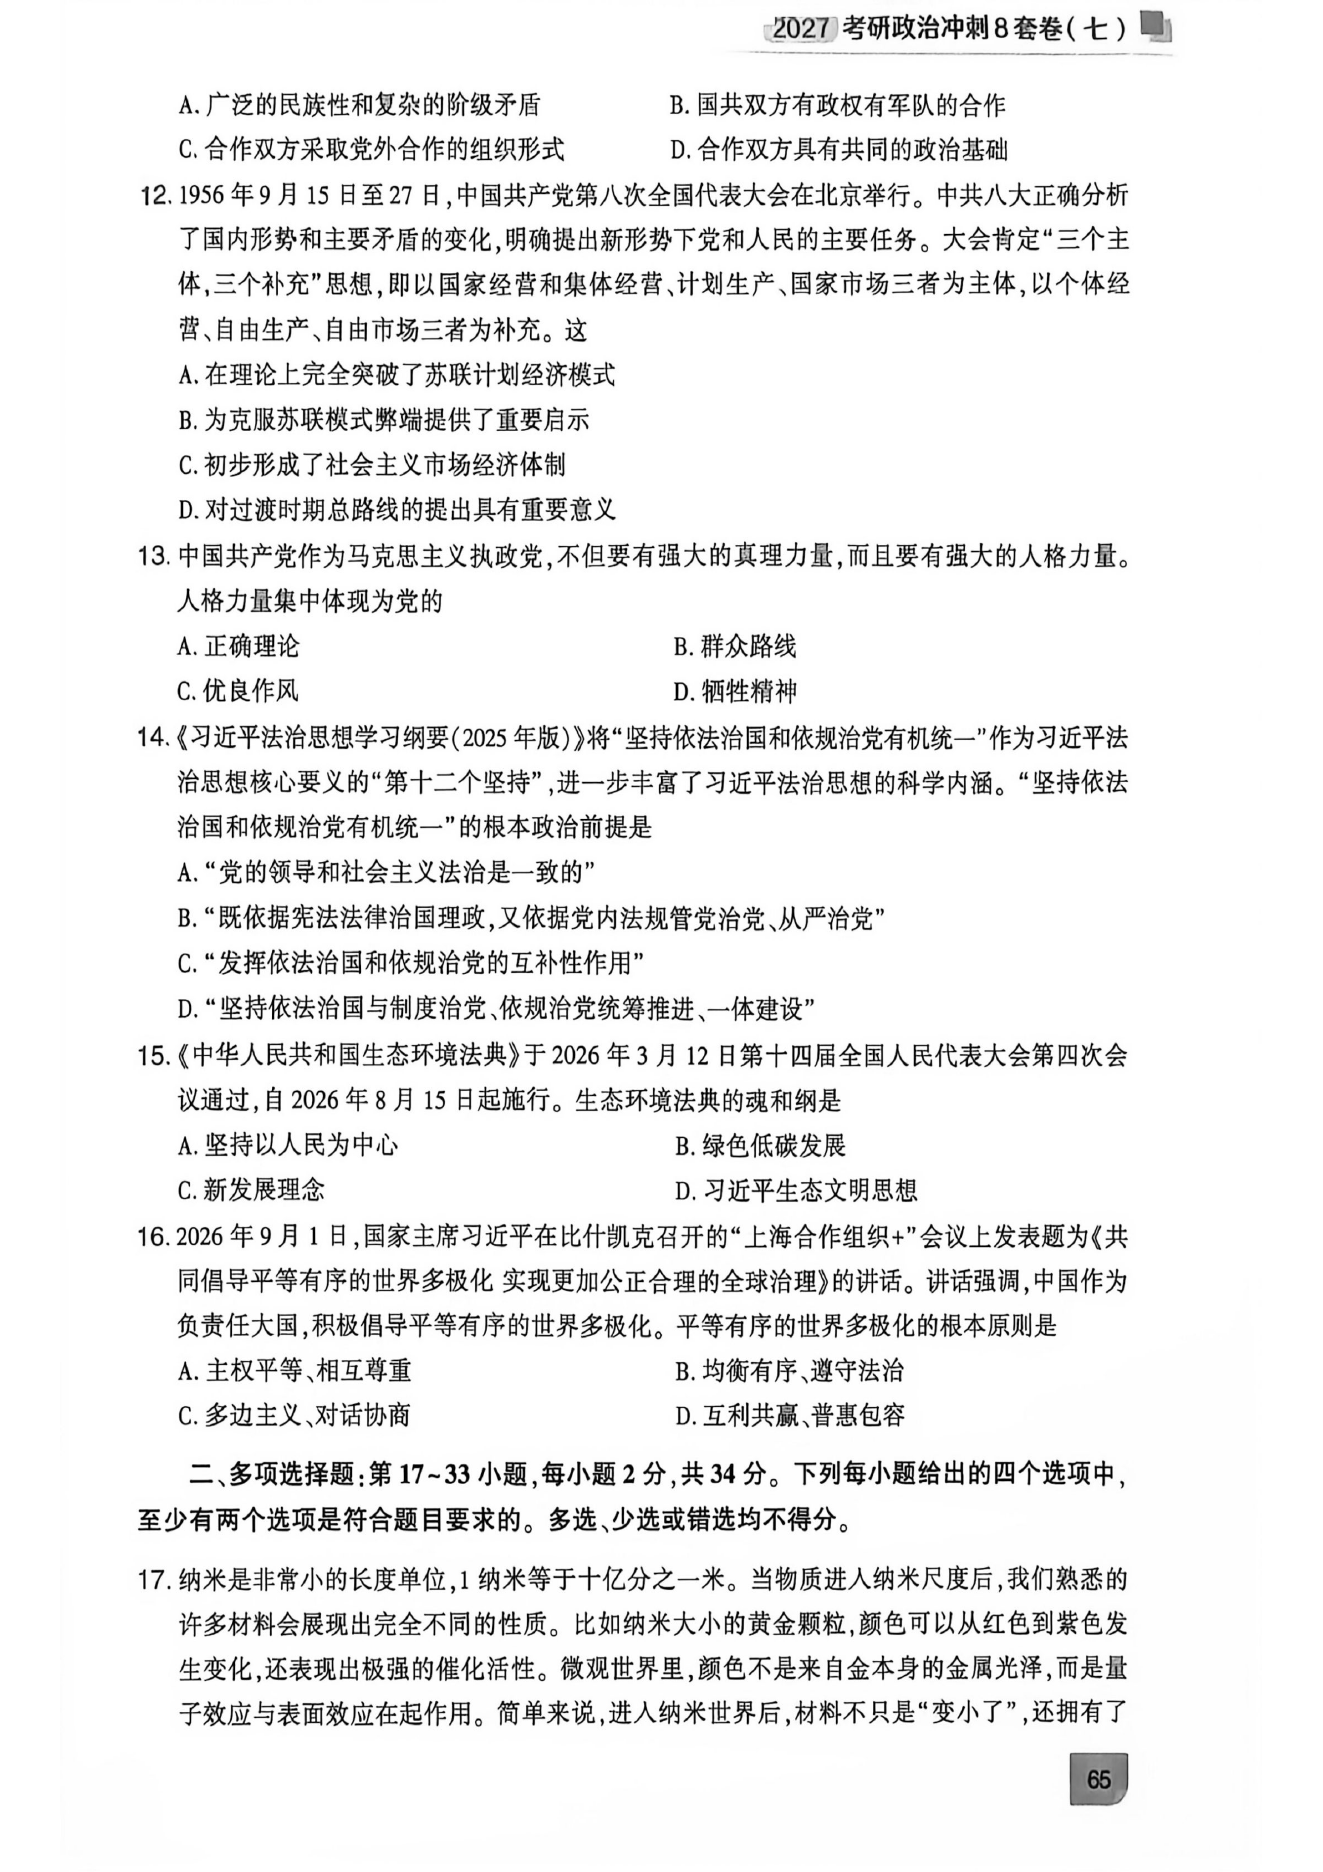 2027 考研政治冲刺8套卷(七)
A. 广泛的民族性和复杂的阶级矛盾 B. 国共双方有政权有军队的合作
C. 合作双方采取党外合作的组织形式 D. 合作双方具有共同的政治基础
12. 1956年9月15日至27日,中国共产党第八次全国代表大会在北京举行。中共八大正确分析
了国内形势和主要矛盾的变化,明确提出新形势下党和人民的主要任务。大会肯定“三个主
体,三个补充”思想,即以国家经营和集体经营、计划生产、国家市场三者为主体,以个体经
营、自由生产、自由市场三者为补充。这
A. 在理论上完全突破了苏联计划经济模式
B. 为克服苏联模式弊端提供了重要启示
C. 初步形成了社会主义市场经济体制
D. 对过渡时期总路线的提出具有重要意义
13. 中国共产党作为马克思主义执政党,不但要有强大的真理力量,而且要有强大的人格力量。
人格力量集中体现为党的
A. 正确理论 B. 群众路线
C. 优良作风 D. 牺牲精神
14.《习近平法治思想学习纲要(2025年版)》将“坚持依法治国和依规治党有机统一”作为习近平法
治思想核心要义的“第十二个坚持”,进一步丰富了习近平法治思想的科学内涵。“坚持依法
治国和依规治党有机统一”的根本政治前提是
A. “党的领导和社会主义法治是一致的”
B. “既依据宪法法律治国理政,又依据党内法规管党治党、从严治党”
C. “发挥依法治国和依规治党的互补性作用”
D. “坚持依法治国与制度治党、依规治党统筹推进、一体建设”
15.《中华人民共和国生态环境法典》于2026年3月12日第十四届全国人民代表大会第四次会
议通过,自2026年8月15日起施行。生态环境法典的魂和纲是
A. 坚持以人民为中心 B. 绿色低碳发展
C. 新发展理念 D. 习近平生态文明思想
16. 2026年9月1日,国家主席习近平在比什凯克召开的“上海合作组织+”会议上发表题为《共
同倡导平等有序的世界多极化 实现更加公正合理的全球治理》的讲话。讲话强调,中国作为
负责任大国,积极倡导平等有序的世界多极化。平等有序的世界多极化的根本原则是
A. 主权平等、相互尊重 B. 均衡有序、遵守法治
C. 多边主义、对话协商 D. 互利共赢、普惠包容
二、多项选择题:第17~33小题,每小题2分,共34分。下列每小题给出的四个选项中,
至少有两个选项是符合题目要求的。多选、少选或错选均不得分。
17. 纳米是非常小的长度单位,1纳米等于十亿分之一米。当物质进入纳米尺度后,我们熟悉的
许多材料会展现出完全不同的性质。比如纳米大小的黄金颗粒,颜色可以从红色到紫色发
生变化,还表现出极强的催化活性。微观世界里,颜色不是来自金本身的金属光泽,而是量
子效应与表面效应在起作用。简单来说,进入纳米世界后,材料不只是“变小了”,还拥有了
65